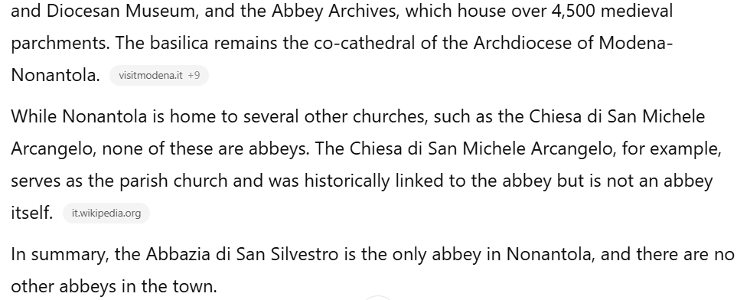 and Diocesan Museum, and the Abbey Archives, which house over 4,500 medieval
parchments. The basilica remains the co-cathedral of the Archdiocese of Modena-
Nonantola. visitmodena.it +9
While Nonantola is home to several other churches, such as the Chiesa di San Michele
Arcangelo, none of these are abbeys. The Chiesa di San Michele Arcangelo, for example,
serves as the parish church and was historically linked to the abbey but is not an abbey
itself. it.wikipedia.org
In summary, the Abbazia di San Silvestro is the only abbey in Nonantola, and there are no
other abbeys in the town.